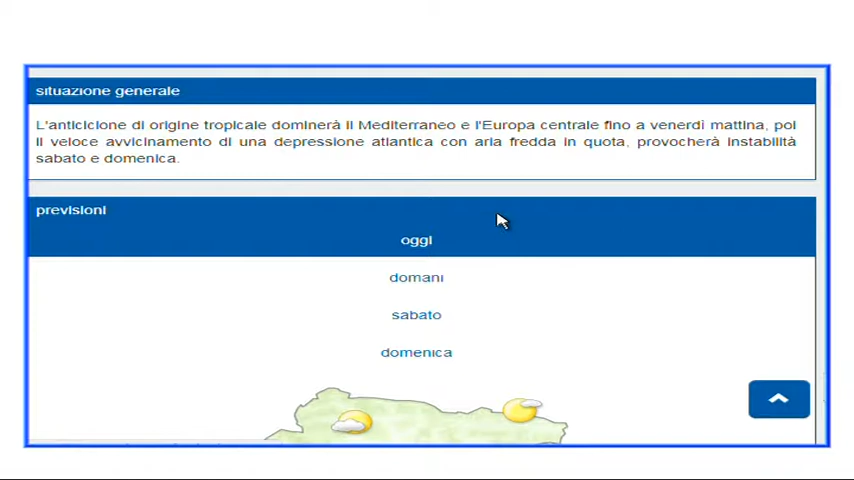 situazione generale
L'anticiclone di origine tropicale dominerà il Mediterraneo e l'Europa centrale fino a venerdì mattina, poi
il veloce avvicinamento di una depressione atlantica con aria fredda in quota, provocherà instabilità
sabato e domenica.
previsioni
oggi
domani
sabato
domenica